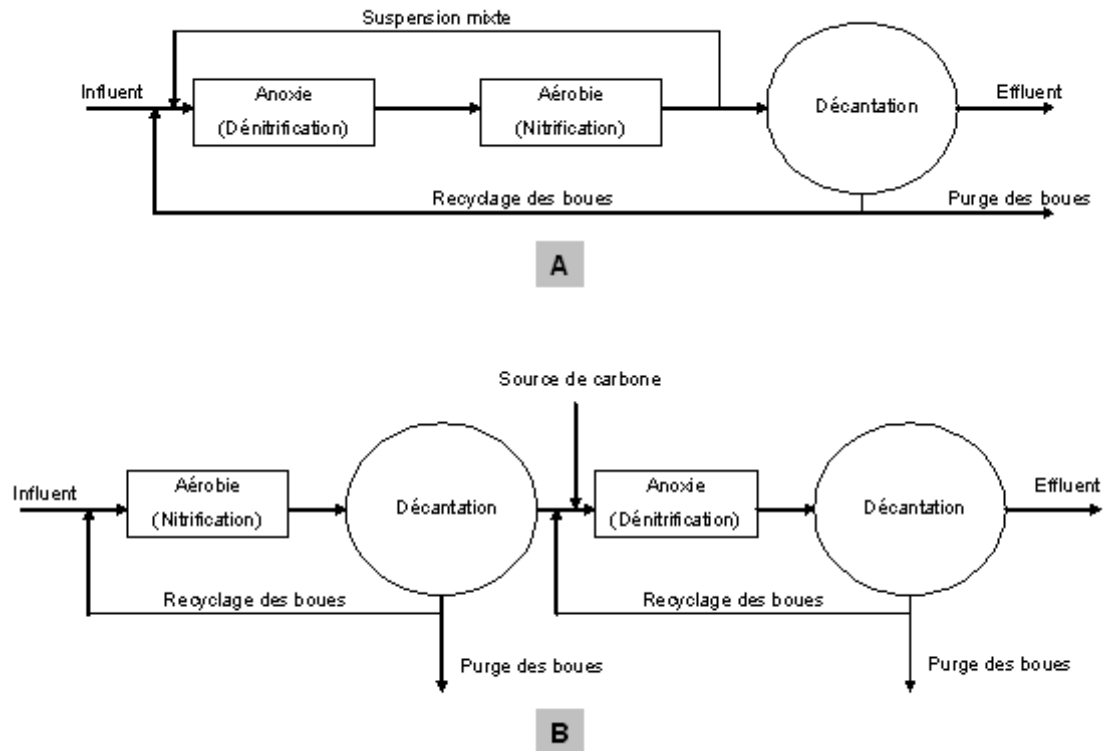 Suspension mixte
Influent
Anoxie
(Dénitrification)
Aérobie
(Nitrification)
Décantation
Effluent
Recyclage des boues
Purge des boues
A
Source de carbone
Influent
Aérobie
(Nitrification)
Décantation
Anoxie
(Dénitrification)
Décantation
Effluent
Recyclage des boues
Recyclage des boues
Purge des boues
Purge des boues
B